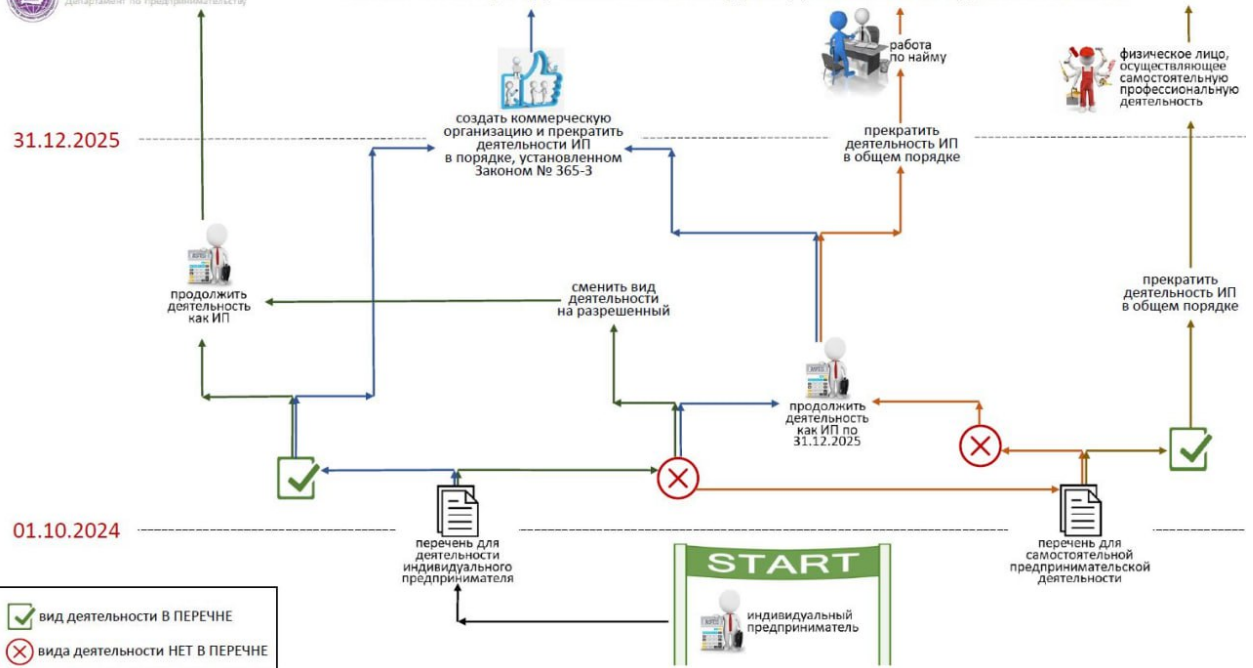 Департамент по предпринимательству
работа
по найму
физическое лицо,
осуществляющее
самостоятельную
профессиональную
деятельность
31.12.2025
создать коммерческую
организацию и прекратить
деятельности ИП
в порядке, установленном
Законом № 365-З
прекратить
деятельность ИП
в общем порядке
продолжить
деятельность
как ИП
сменить вид
деятельности
на разрешенный
прекратить
деятельность ИП
в общем порядке
продолжить
деятельность
как ИП по
31.12.2025
01.10.2024
перечень для
деятельности
индивидуального
предпринимателя
перечень для
самостоятельной
предпринимательской
деятельности
START
индивидуальный
предприниматель
вид деятельности В ПЕРЕЧНЕ
вида деятельности НЕТ В ПЕРЕЧНЕ